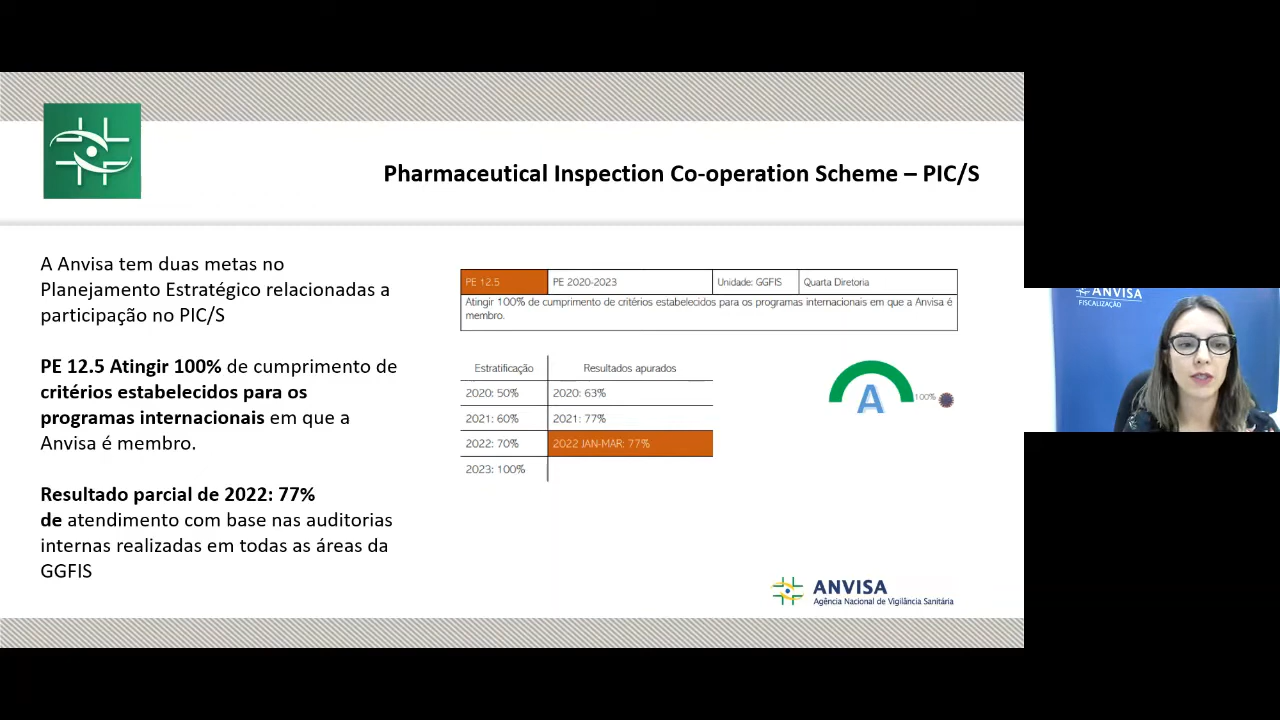 Pharmaceutical Inspection Co-operation Scheme – PIC/S
A Anvisa tem duas metas no
Planejamento Estratégico relacionadas a
participação no PIC/S
PE 12.5 Atingir 100% de cumprimento de
critérios estabelecidos para os
programas internacionais em que a
Anvisa é membro.
Resultado parcial de 2022: 77%
de atendimento com base nas auditorias
internas realizadas em todas as áreas da
GGFIS
PE 12.5 PE 2020-2023 Unidade: GGFIS Quarta Diretoria
Atingir 100% de cumprimento de critérios estabelecidos para os programas internacionais em que a Anvisa é
membro.
Estratificação Resultados apurados
2020: 50% 2020: 63%
2021: 60% 2021: 77%
2022: 70% 2022 JAN-MAR: 77%
2023: 100%
A
100%
ANVISA
Agência Nacional de Vigilância Sanitária
ANVISA
FISCALIZAÇÃO